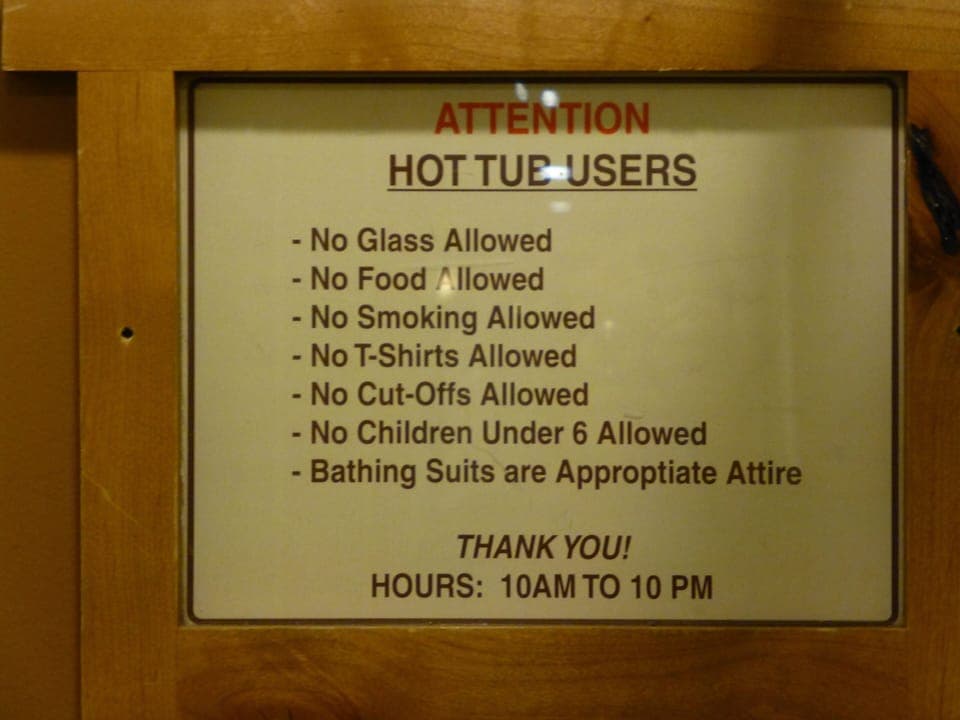 ATTENTION
HOT TUB USERS
- No Glass Allowed
- No Food Allowed
- No Smoking Allowed
- No T-Shirts Allowed
- No Cut-Offs Allowed
- No Children Under 6 Allowed
- Bathing Suits are Approptiate Attire
THANK YOU!
HOURS: 10AM TO 10 PM